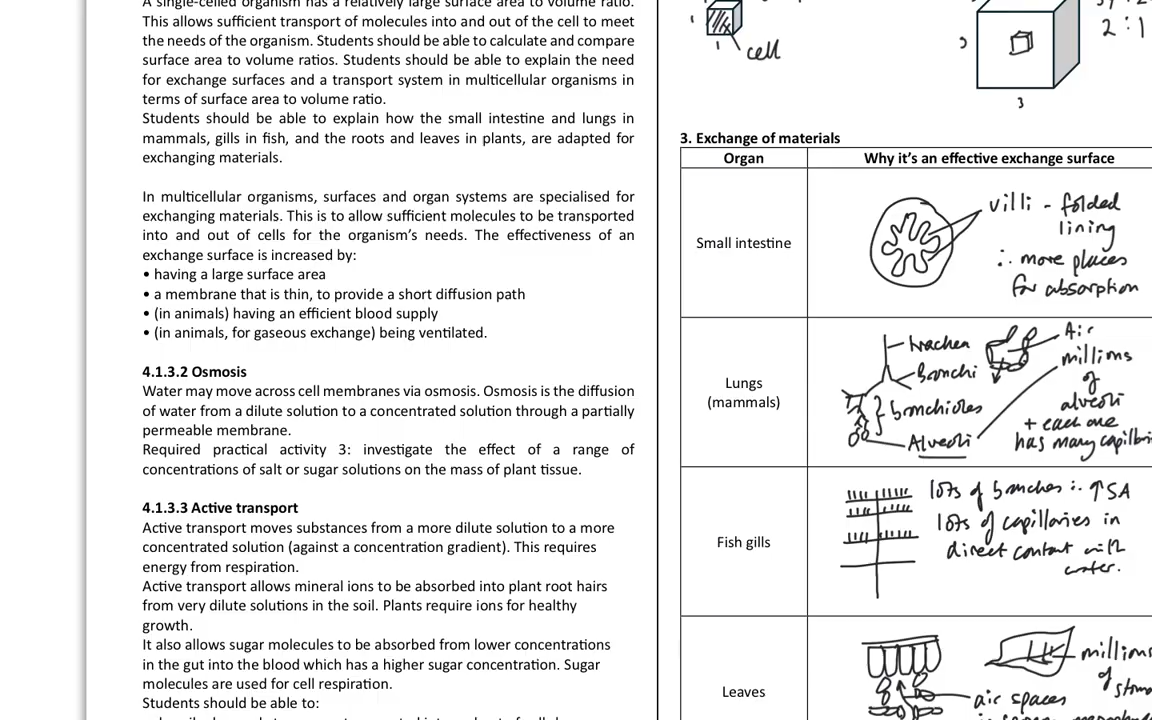 A single-celled organism has a relatively large surface area to volume ratio.
This allows sufficient transport of molecules into and out of the cell to meet
the needs of the organism. Students should be able to calculate and compare
surface area to volume ratios. Students should be able to explain the need
for exchange surfaces and a transport system in multicellular organisms in
terms of surface area to volume ratio.
Students should be able to explain how the small intestine and lungs in
mammals, gills in fish, and the roots and leaves in plants, are adapted for
exchanging materials.
In multicellular organisms, surfaces and organ systems are specialised for
exchanging materials. This is to allow sufficient molecules to be transported
into and out of cells for the organism's needs. The effectiveness of an
exchange surface is increased by:
• having a large surface area
• a membrane that is thin, to provide a short diffusion path
• (in animals) having an efficient blood supply
• (in animals, for gaseous exchange) being ventilated.
4.1.3.2 Osmosis
Water may move across cell membranes via osmosis. Osmosis is the diffusion
of water from a dilute solution to a concentrated solution through a partially
permeable membrane.
Required practical activity 3: investigate the effect of a range of
concentrations of salt or sugar solutions on the mass of plant tissue.
4.1.3.3 Active transport
Active transport moves substances from a more dilute solution to a more
concentrated solution (against a concentration gradient). This requires
energy from respiration.
Active transport allows mineral ions to be absorbed into plant root hairs
from very dilute solutions in the soil. Plants require ions for healthy
growth.
It also allows sugar molecules to be absorbed from lower concentrations
in the gut into the blood which has a higher sugar concentration. Sugar
molecules are used for cell respiration.
Students should be able to:
1
1
cell
3
3
2:1
3. Exchange of materials
Organ
Why it's an effective exchange surface
Small intestine
villi - folded
lining
∴ more places
for absorption
Lungs
(mammals)
trachea
Bronchi
bronchioles
Alveoli
Air
millions
of
alveoli
+ each one
has many
Fish gills
lots of branches ∴ ↑SA
lots of capillaries in
direct contact with
water.
Leaves
millions
of
air spaces